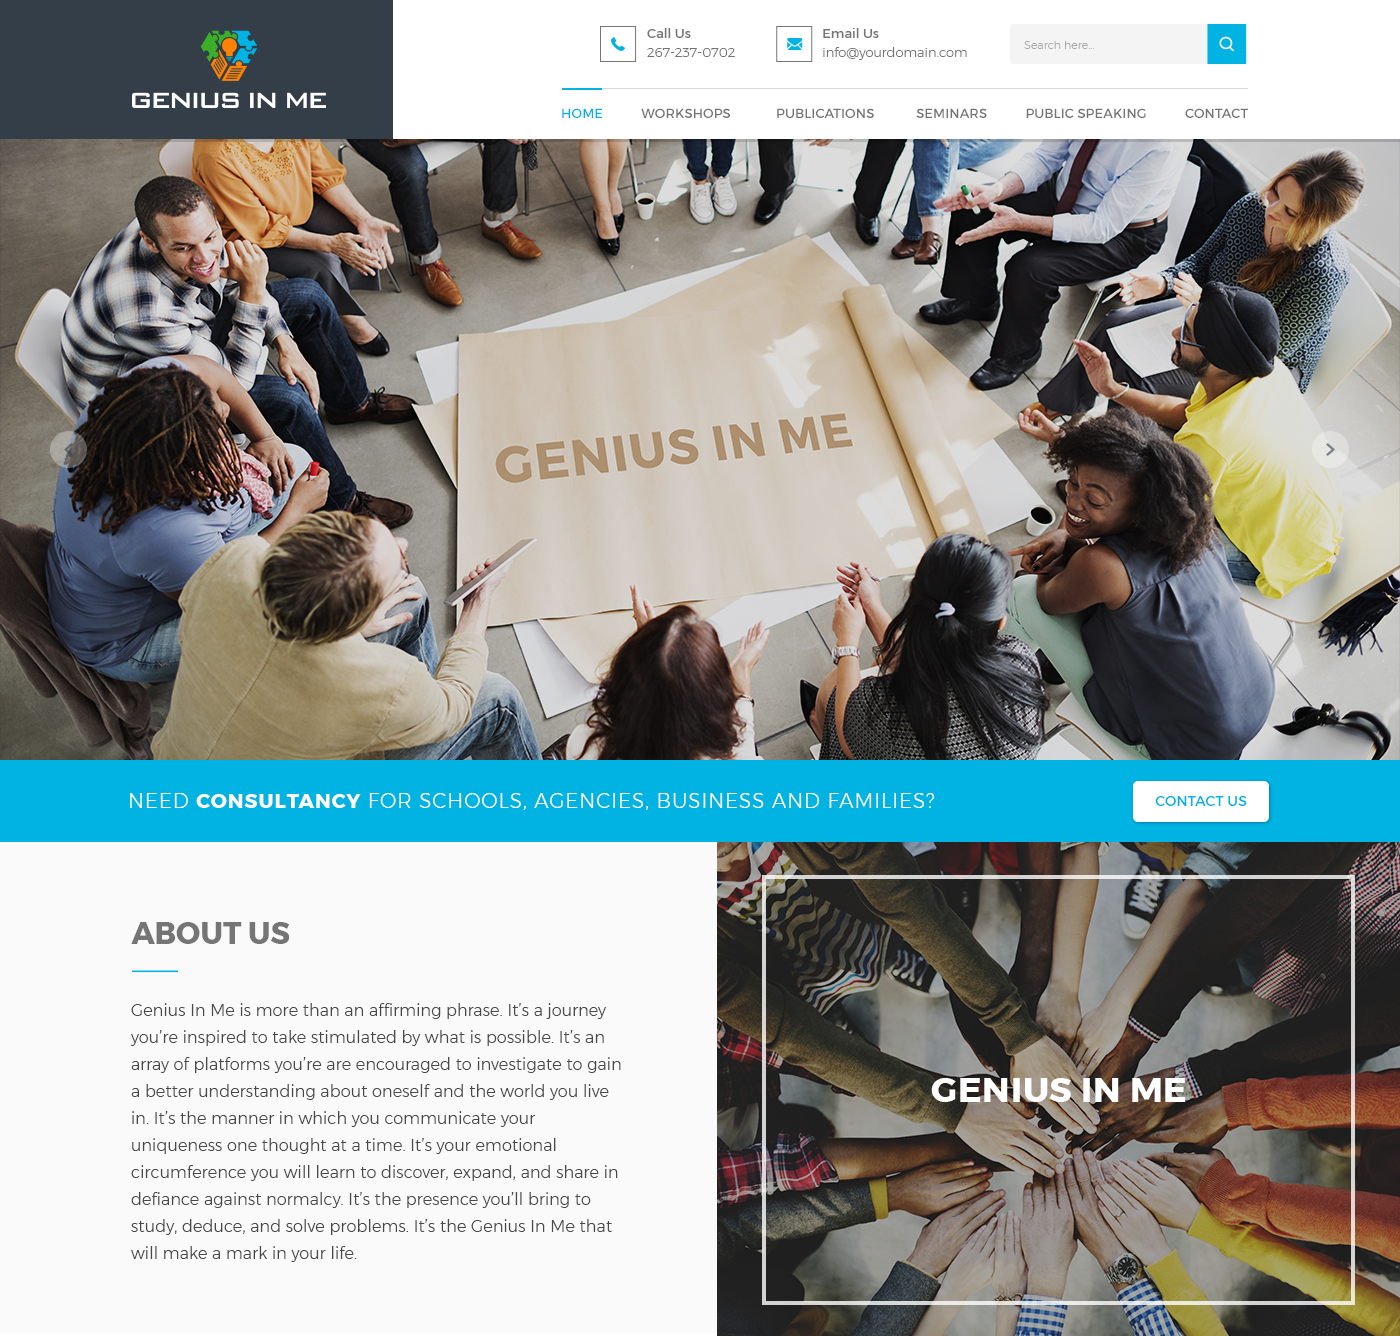 GENIUS IN ME
Call Us
267-237-0702
Email Us
info@yourdomain.com
Search here...
HOME WORKSHOPS PUBLICATIONS SEMINARS PUBLIC SPEAKING CONTACT
GENIUS IN ME
NEED CONSULTANCY FOR SCHOOLS, AGENCIES, BUSINESS AND FAMILIES?
CONTACT US
ABOUT US
Genius In Me is more than an affirming phrase. It's a journey
you're inspired to take stimulated by what is possible. It's an
array of platforms you're are encouraged to investigate to gain
a better understanding about oneself and the world you live
in. It's the manner in which you communicate your
uniqueness one thought at a time. It's your emotional
circumference you will learn to discover, expand, and share in
defiance against normalcy. It's the presence you'll bring to
study, deduce, and solve problems. It's the Genius In Me that
will make a mark in your life.
GENIUS IN ME